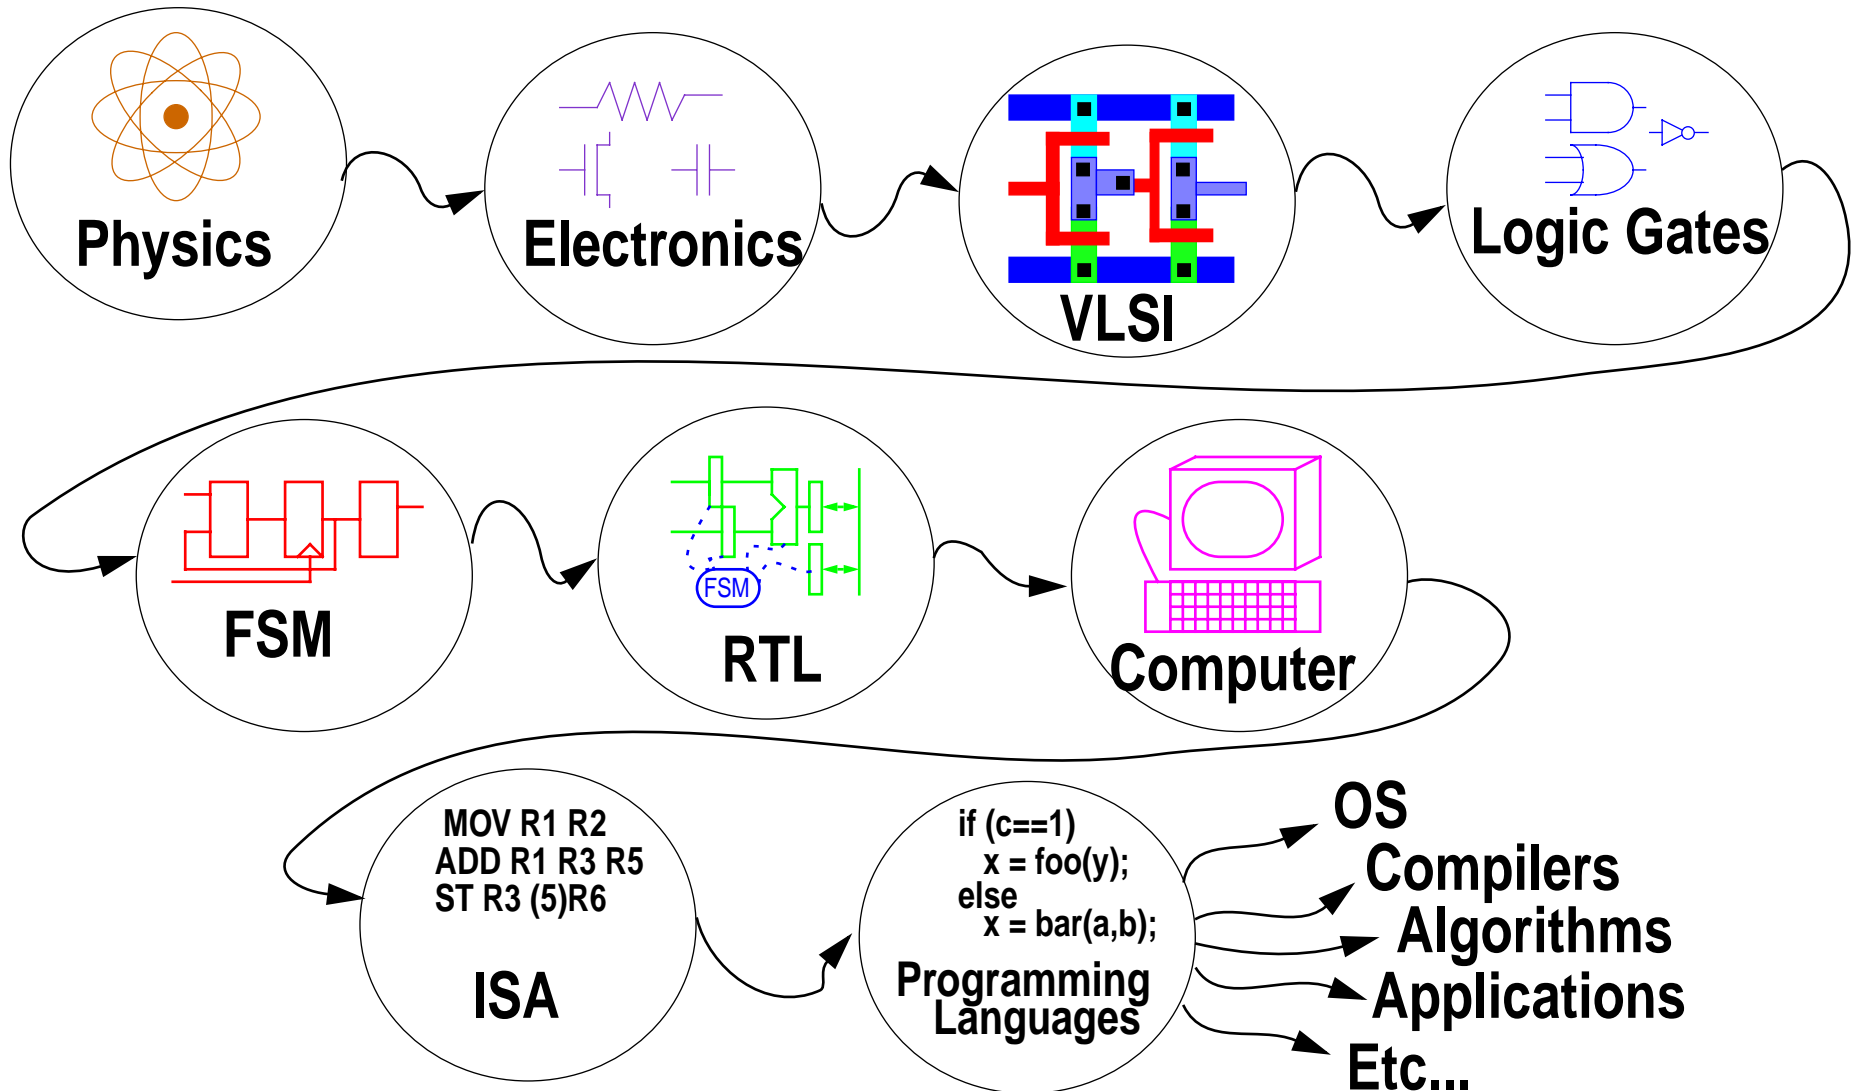 Physics
Electronics
VLSI
Logic Gates
FSM
FSM
RTL
Computer
MOV R1 R2
ADD R1 R3 R5
ST R3 (5)R6
ISA
if (c==1)
x = foo(y);
else
x = bar(a,b);
Programming
Languages
OS
Compilers
Algorithms
Applications
Etc...